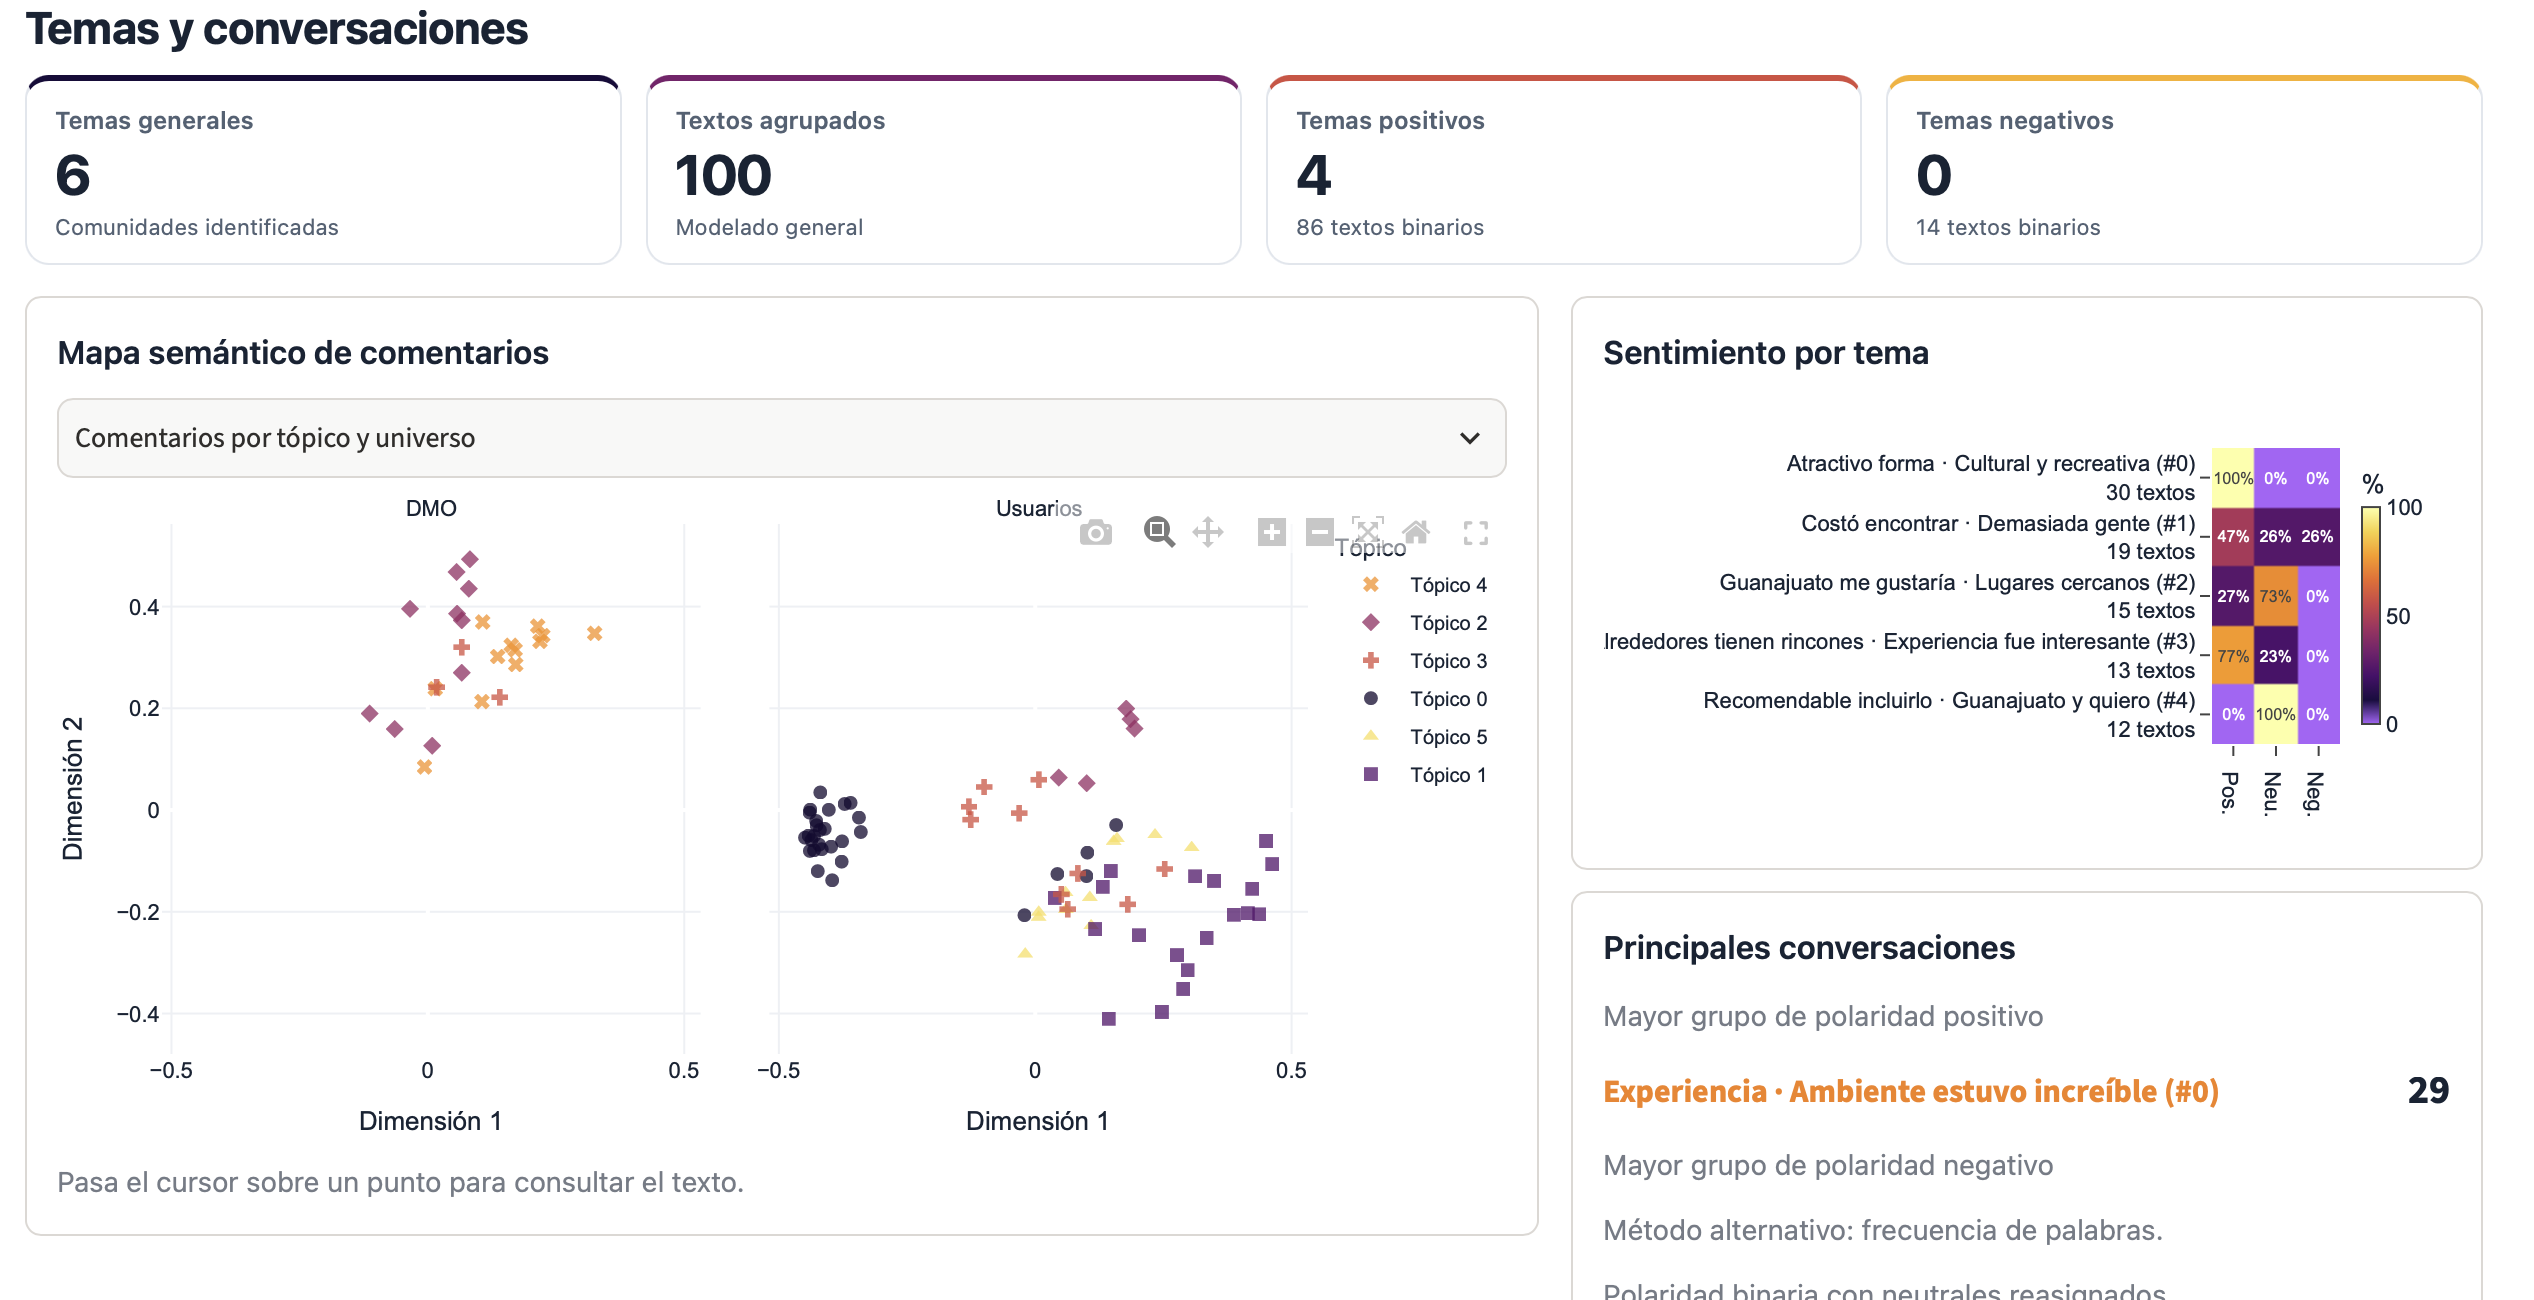 Temas y conversaciones
Temas generales
6
Comunidades identificadas
Textos agrupados
100
Modelado general
Temas positivos
4
86 textos binarios
Temas negativos
0
14 textos binarios
Mapa semántico de comentarios
Comentarios por tópico y universo
DMO
Usuarios
Tópico
Tópico 4
Tópico 2
Tópico 3
Tópico 0
Tópico 5
Tópico 1
Dimensión 2
0.4
0.2
0
−0.2
−0.4
−0.5
0
0.5
−0.5
0
0.5
Dimensión 1
Dimensión 1
Pasa el cursor sobre un punto para consultar el texto.
Sentimiento por tema
Atractivo forma · Cultural y recreativa (#0)
30 textos
100% 0% 0%
Costó encontrar · Demasiada gente (#1)
19 textos
47% 26% 26%
Guanajuato me gustaría · Lugares cercanos (#2)
15 textos
27% 73% 0%
lrededores tienen rincones · Experiencia fue interesante (#3)
13 textos
77% 23% 0%
Recomendable incluirlo · Guanajuato y quiero (#4)
12 textos
0% 100% 0%
Pos.
Neu.
Neg.
%
100
50
0
Principales conversaciones
Mayor grupo de polaridad positivo
Experiencia · Ambiente estuvo increíble (#0)
29
Mayor grupo de polaridad negativo
Método alternativo: frecuencia de palabras.
Polaridad binaria con neutrales reasignados